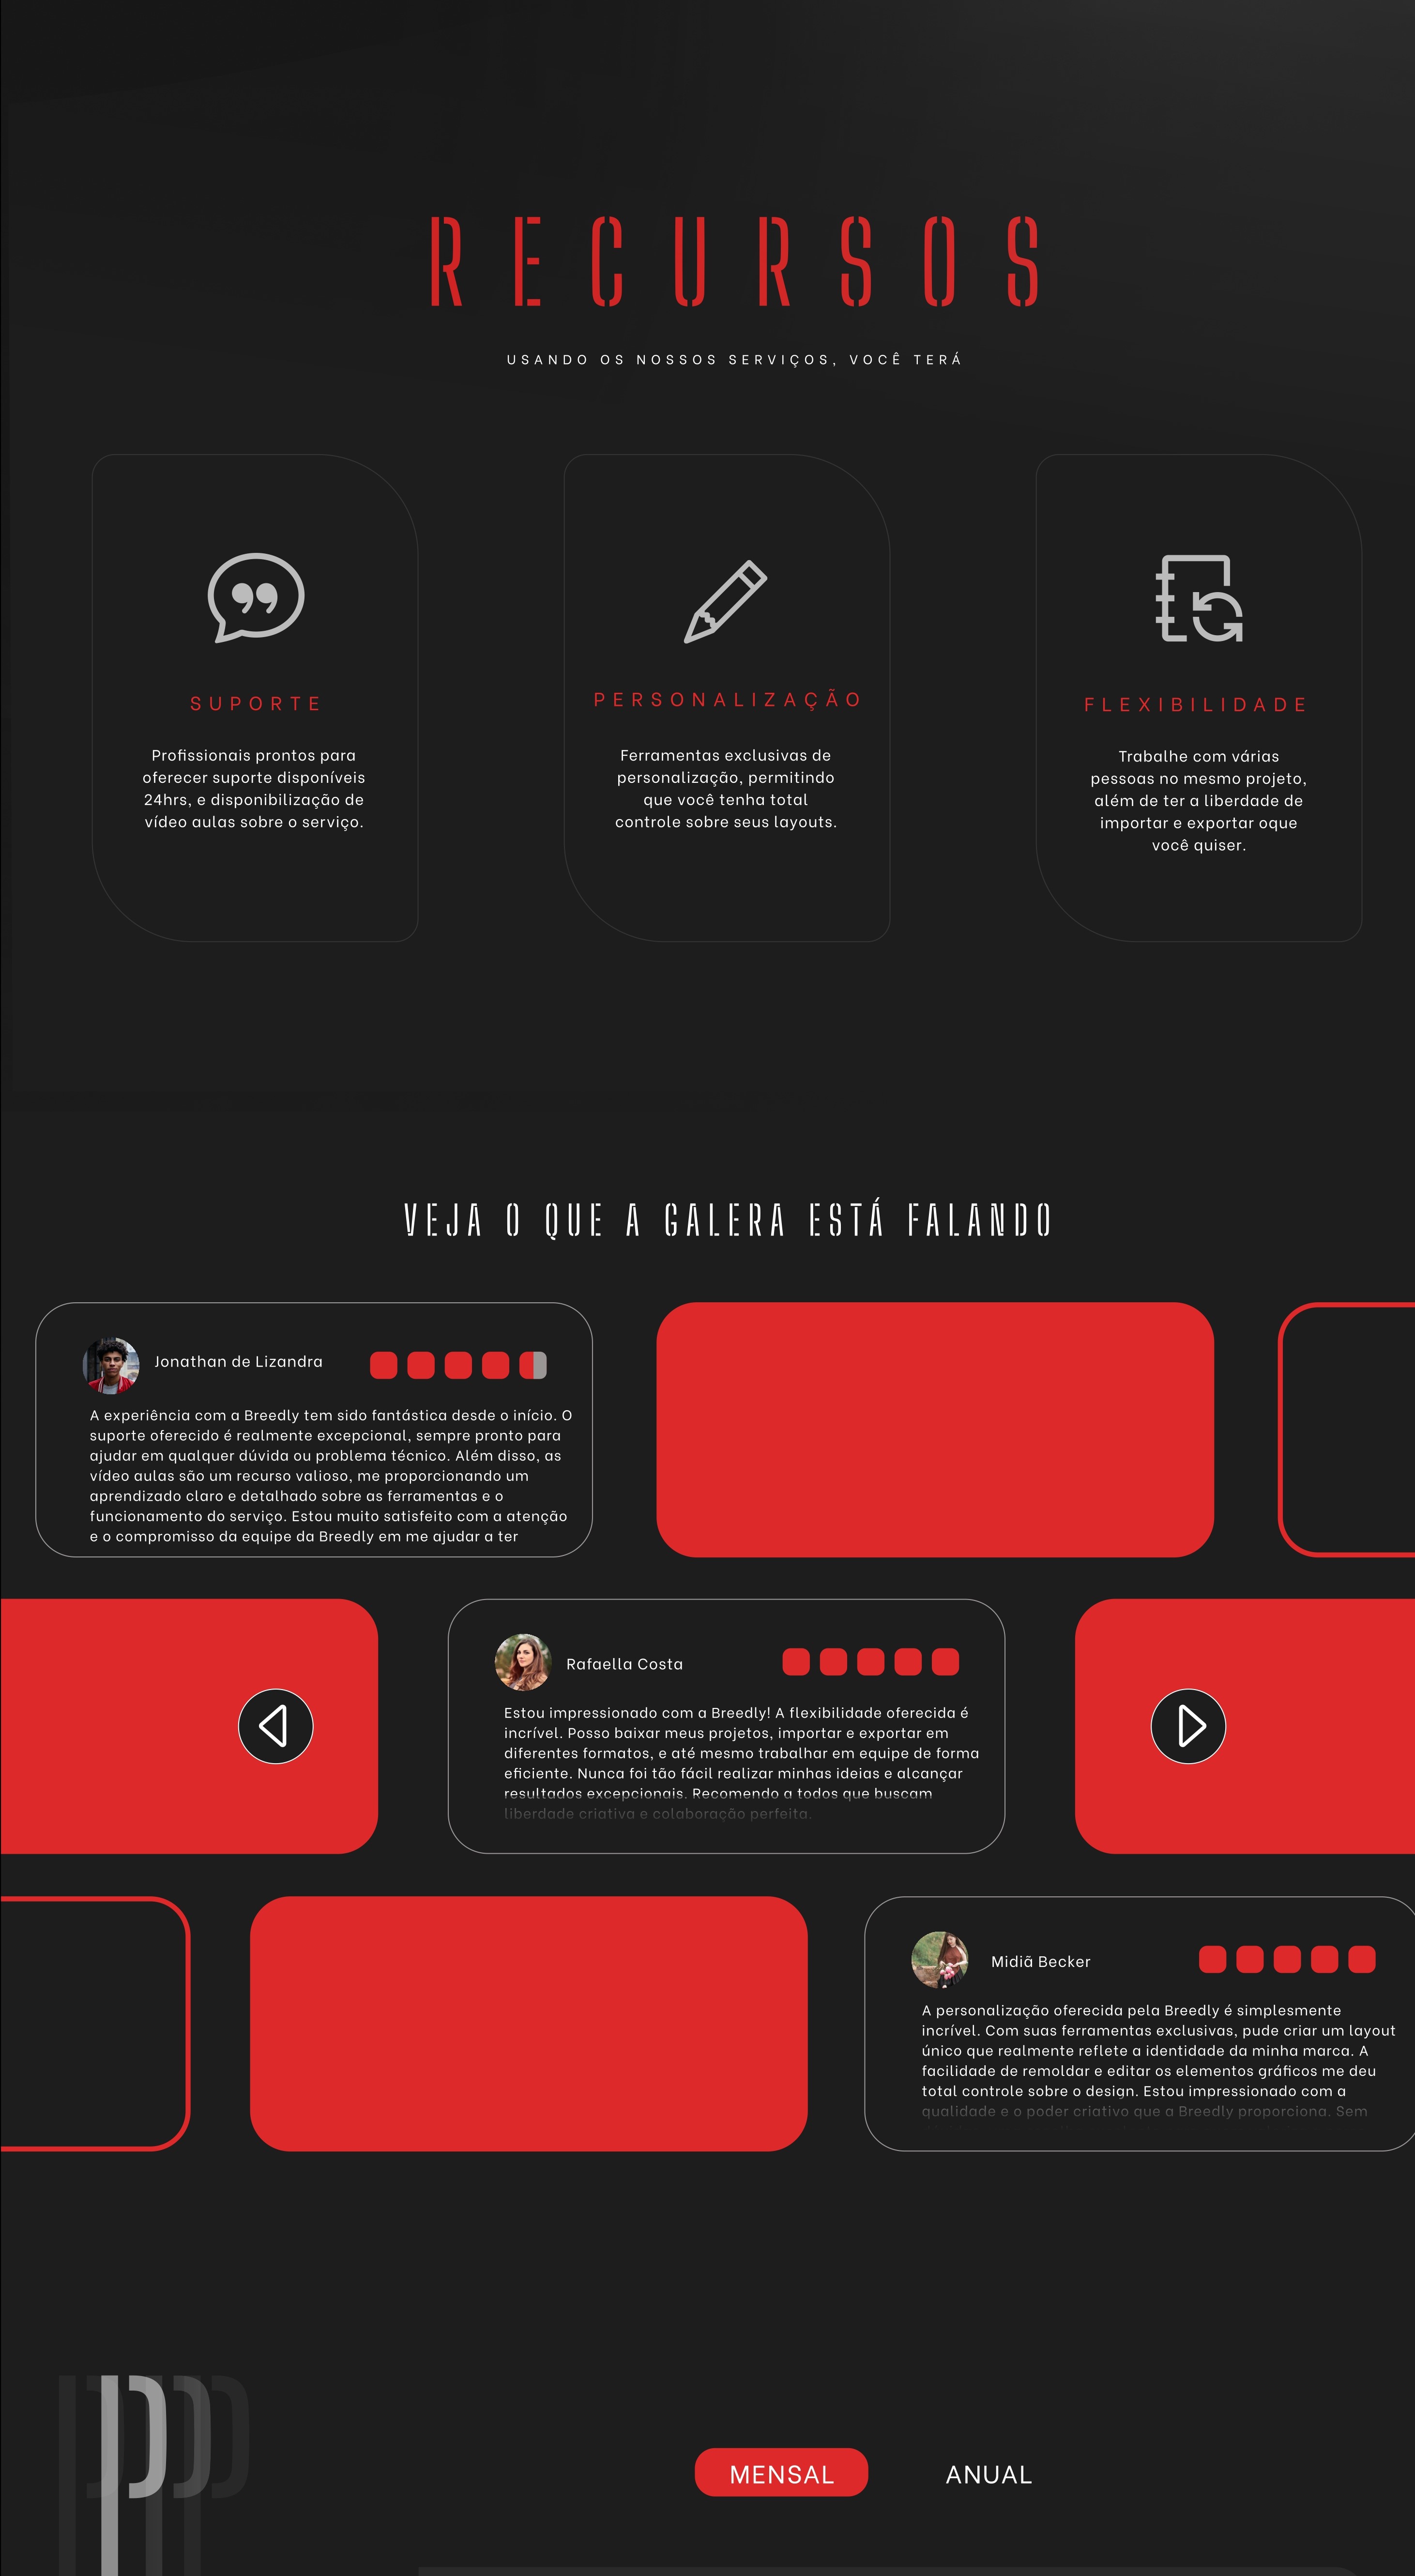 RECURSOS
USANDO OS NOSSOS SERVIÇOS, VOCÊ TERÁ
SUPORTE
Profissionais prontos para
oferecer suporte disponíveis
24hrs, e disponibilização de
vídeo aulas sobre o serviço.
PERSONALIZAÇÃO
Ferramentas exclusivas de
personalização, permitindo
que você tenha total
controle sobre seus layouts.
FLEXIBILIDADE
Trabalhe com várias
pessoas no mesmo projeto,
além de ter a liberdade de
importar e exportar oque
você quiser.
VEJA O QUE A GALERA ESTÁ FALANDO
Jonathan de Lizandra
A experiência com a Breedly tem sido fantástica desde o início. O
suporte oferecido é realmente excepcional, sempre pronto para
ajudar em qualquer dúvida ou problema técnico. Além disso, as
vídeo aulas são um recurso valioso, me proporcionando um
aprendizado claro e detalhado sobre as ferramentas e o
funcionamento do serviço. Estou muito satisfeito com a atenção
e o compromisso da equipe da Breedly em me ajudar a ter
Rafaella Costa
Estou impressionado com a Breedly! A flexibilidade oferecida é
incrível. Posso baixar meus projetos, importar e exportar em
diferentes formatos, e até mesmo trabalhar em equipe de forma
eficiente. Nunca foi tão fácil realizar minhas ideias e alcançar
resultados excepcionais. Recomendo a todos que buscam
liberdade criativa e colaboração perfeita.
Midiã Becker
A personalização oferecida pela Breedly é simplesmente
incrível. Com suas ferramentas exclusivas, pude criar um layout
único que realmente reflete a identidade da minha marca. A
facilidade de remoldar e editar os elementos gráficos me deu
total controle sobre o design. Estou impressionado com a
qualidade e o poder criativo que a Breedly proporciona. Sem
P
MENSAL
ANUAL